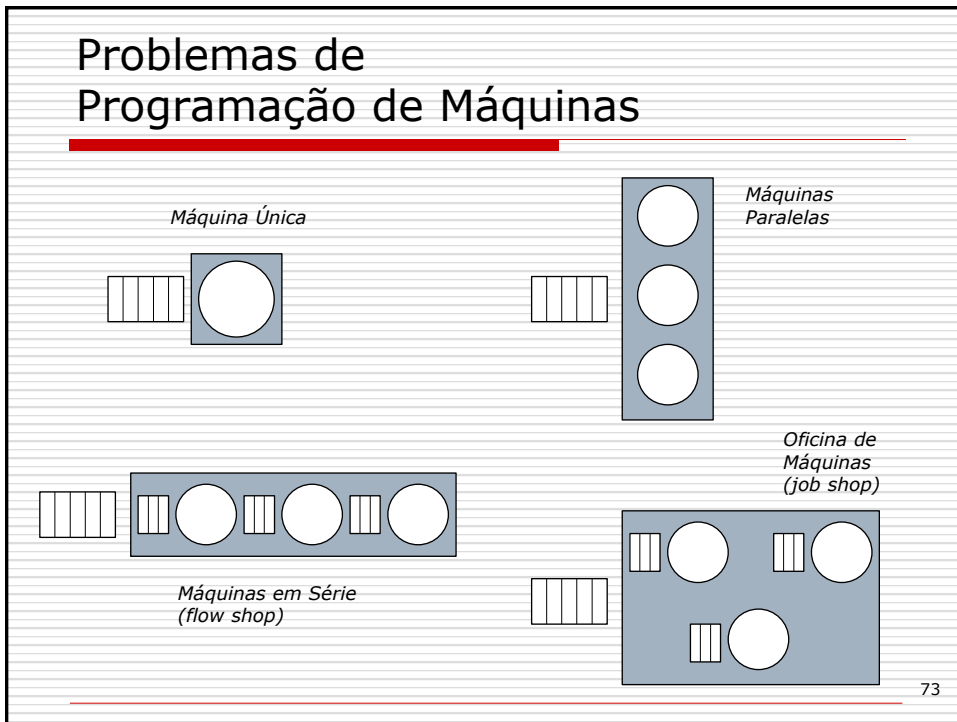 Problemas de
Programação de Máquinas
Máquina Única
Máquinas
Paralelas
Máquinas em Série
(flow shop)
Oficina de
Máquinas
(job shop)
73